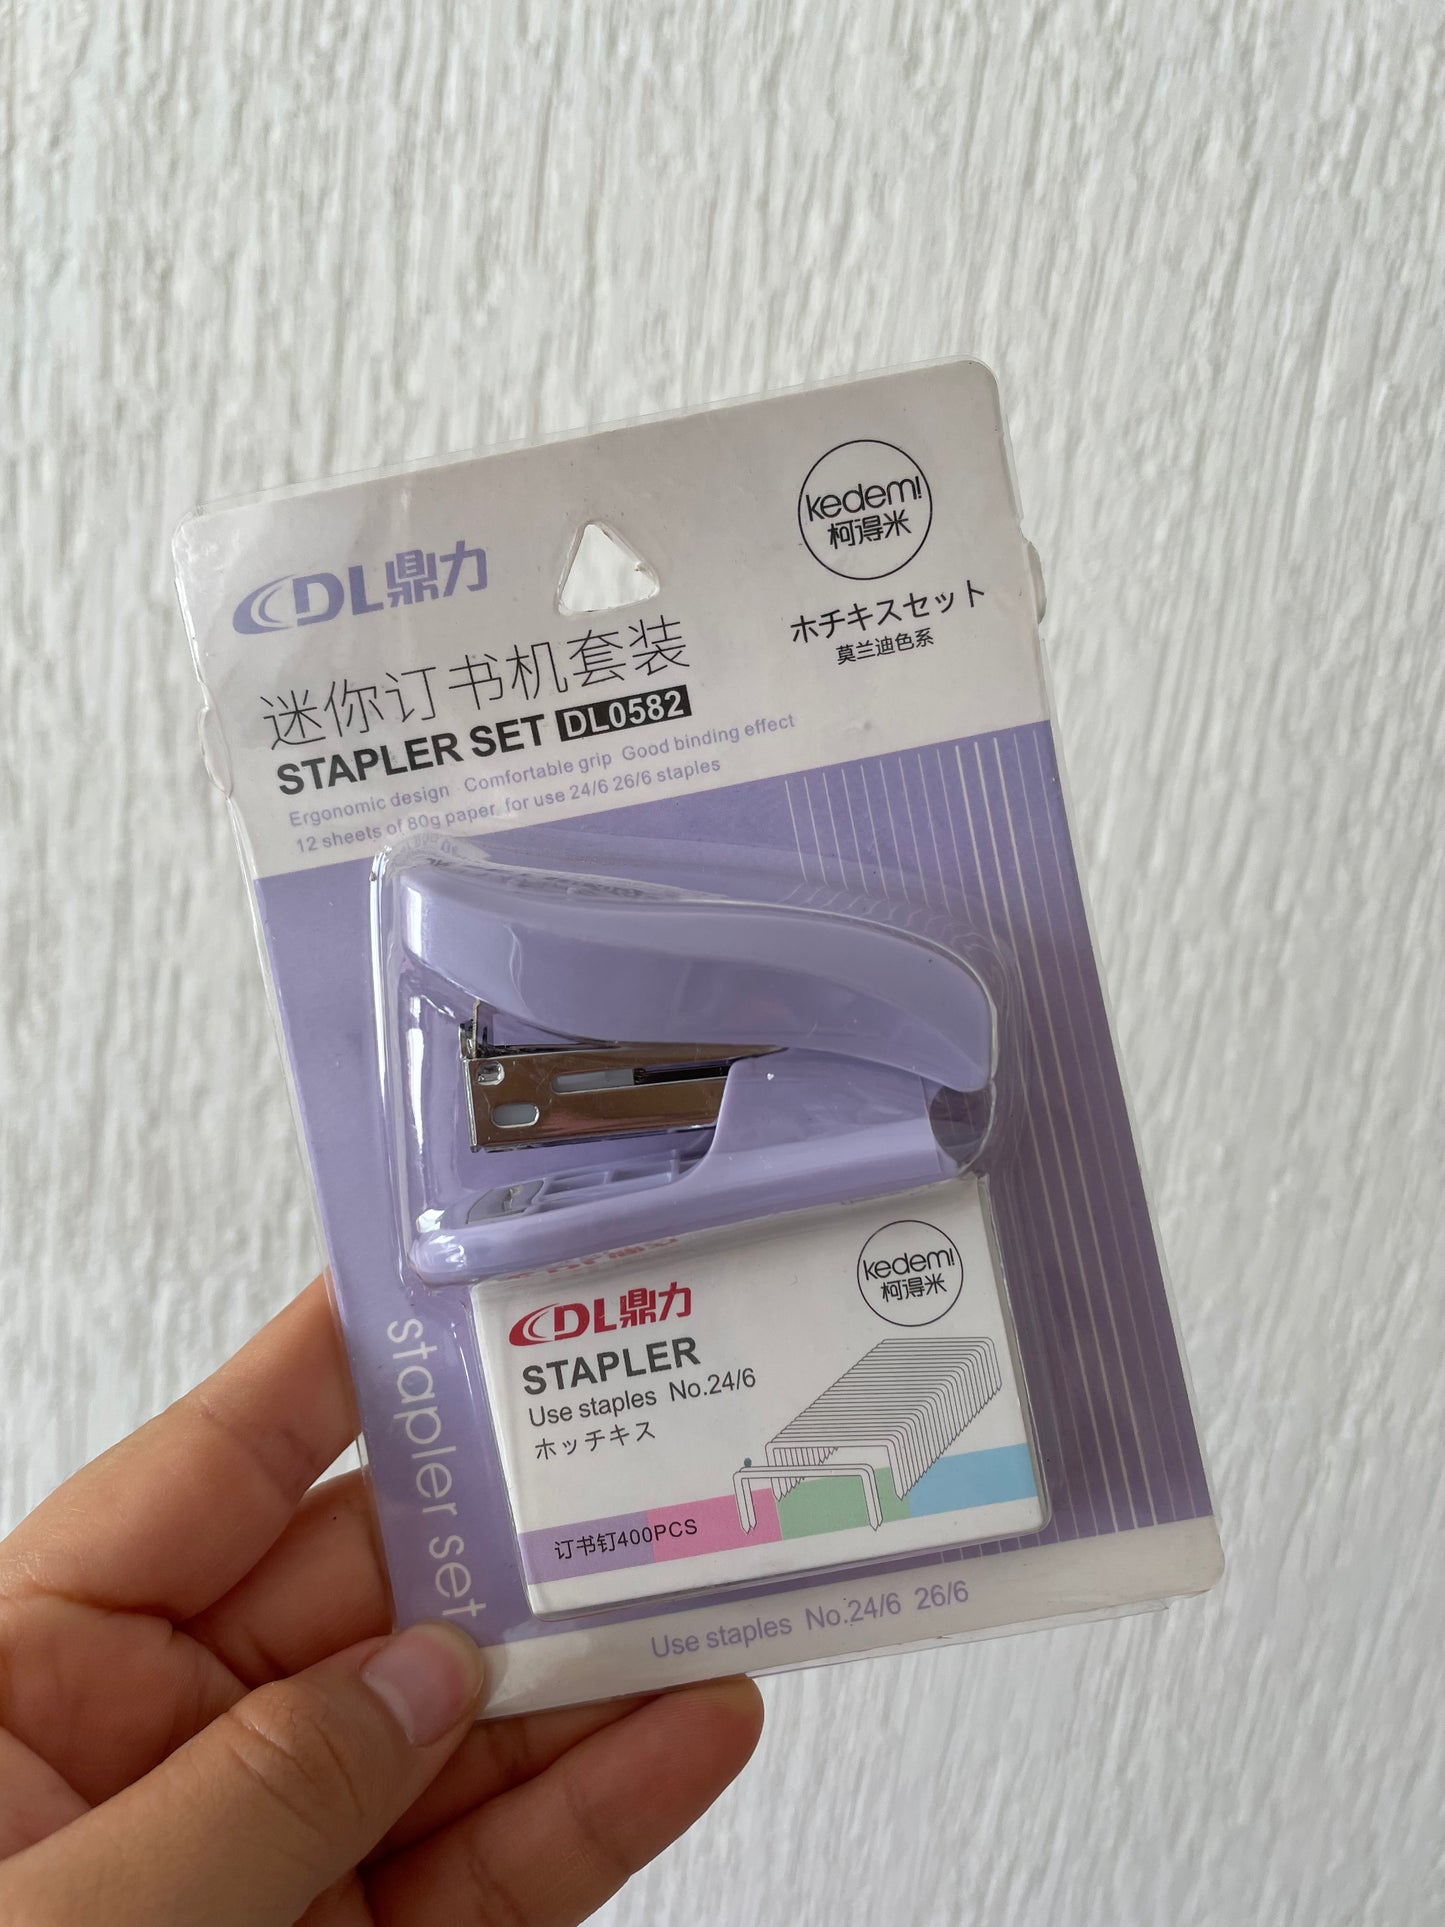 DL鼎力
kedem!
柯得米
ホチキスセット
莫兰迪色系
迷你订书机套装
STAPLER SET DL0582
Ergonomic design Comfortable grip Good binding effect
12 sheets of 80g paper for use 24/6 26/6 staples
stapler set
DL鼎力
kedem!
柯得米
STAPLER
Use staples No.24/6
ホッチキス
订书钉400PCS
Use staples No.24/6 26/6